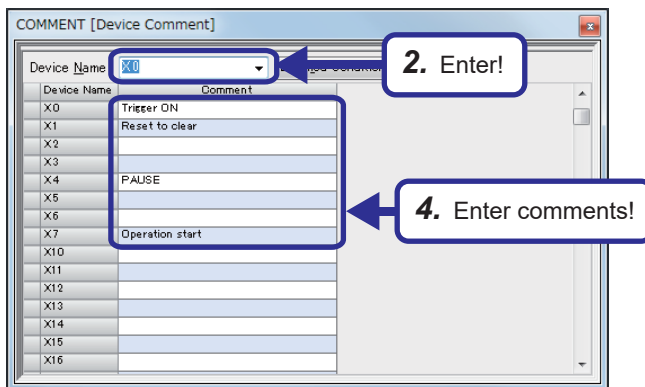 COMMENT [Device Comment]
Device Name X0
2. Enter!
Device Name Comment
X0 Trigger ON
X1 Reset to clear
X2
X3
X4 PAUSE
X5
X6
4. Enter comments!
X7 Operation start
X10
X11
X12
X13
X14
X15
X16